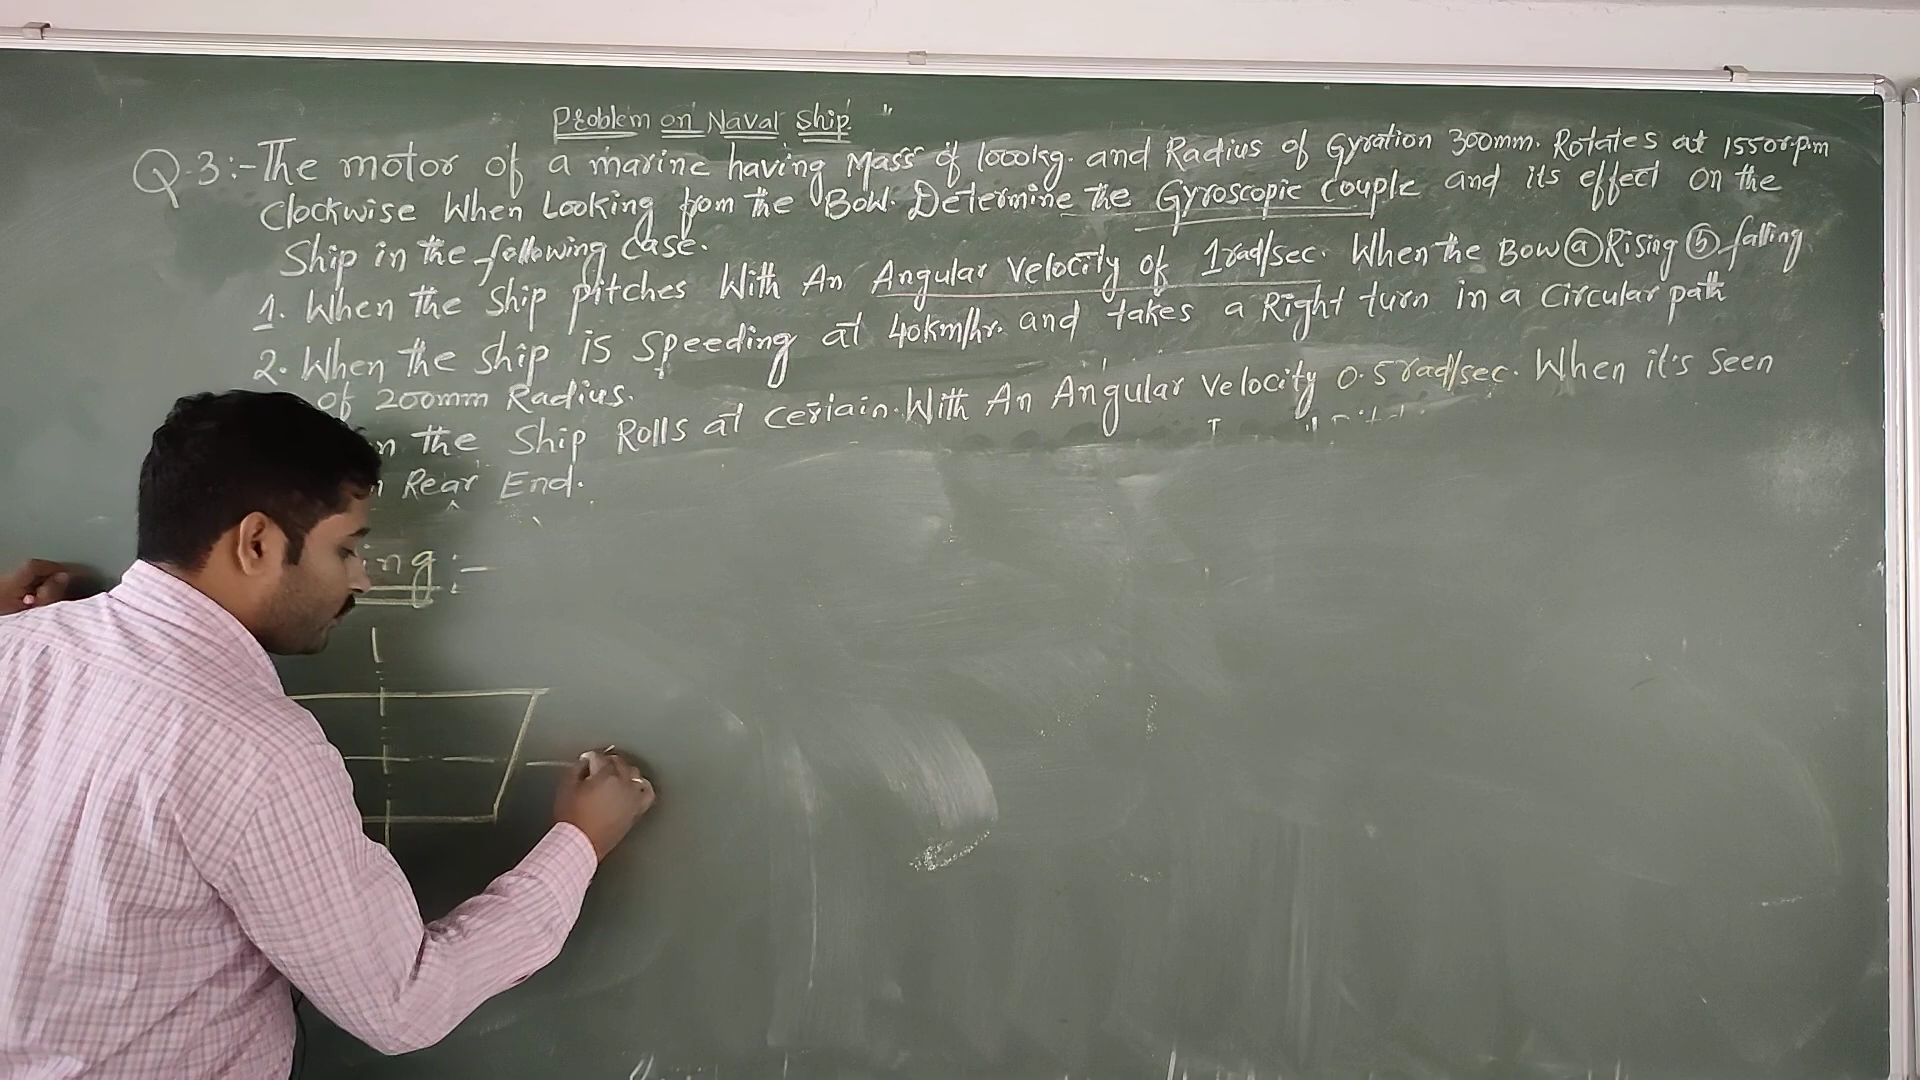 Problem on Naval Ship "
Q.3:- The motor of a marine having Mass of 1000kg. and Radius of Gyration 300mm. Rotates at 1550r.p.m
Clockwise When Looking from the Bow. Determine the Gyroscopic Couple and its effect on the
Ship in the following Case.
1. When the Ship pitches With An Angular Velocity of 1rad/sec. When the Bow (a) Rising (b) falling
2. When the ship is Speeding at 40km/hr. and takes a Right turn in a Circular path
of 200mm Radius.
n the Ship Rolls at Certain. With An Angular Velocity 0.5rad/sec. When it's Seen
Rear End.
ing :-